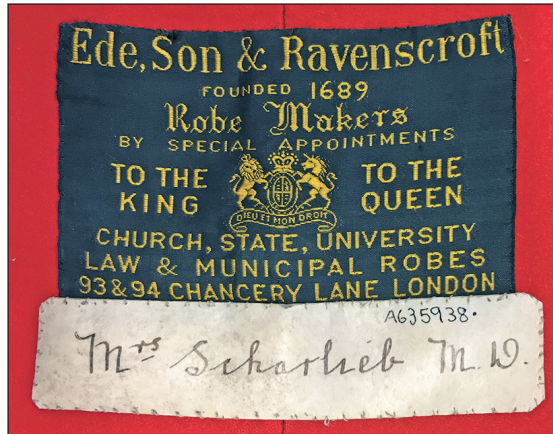 Ede, Son & Ravenscroft
FOUNDED 1689
Robe Makers
BY SPECIAL APPOINTMENTS
TO THE KING
TO THE QUEEN
DIEU ET MON DROIT
CHURCH, STATE, UNIVERSITY
LAW & MUNICIPAL ROBES
93 & 94 CHANCERY LANE LONDON
A635938.
Mrs Scharlieb M.D.